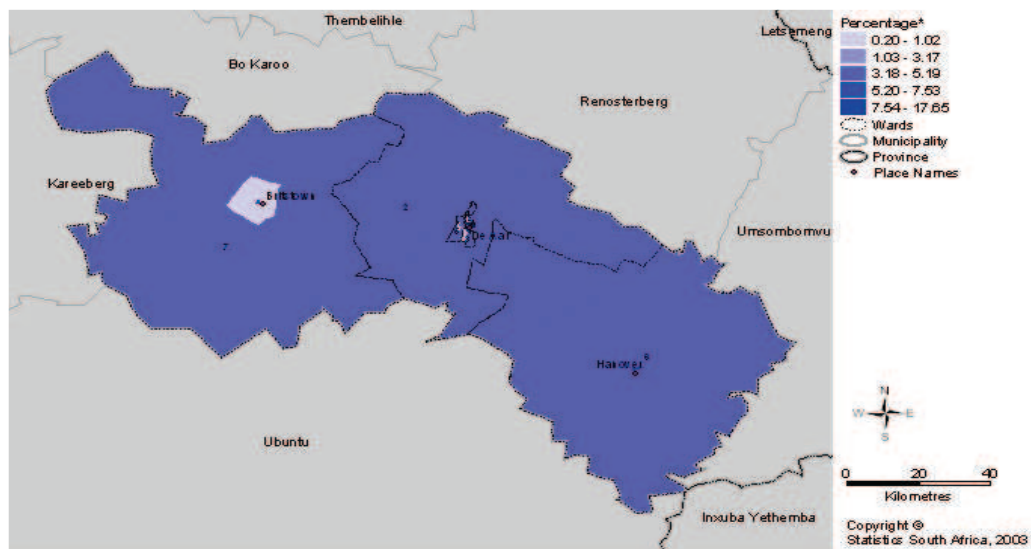 Thembelihle
Letsemeng
Bo Karoo
Renosterberg
Kareeberg
Britstown
2
De Aar
7
Umsombomvu
Hanover
Ubuntu
Inxuba Yethemba
Percentage*
0.20 - 1.02
1.03 - 3.17
3.18 - 5.19
5.20 - 7.53
7.54 - 17.65
Wards
Municipality
Province
Place Names
N
W E
S
0 20 40
Kilometres
Copyright ©
Statistics South Africa, 2003